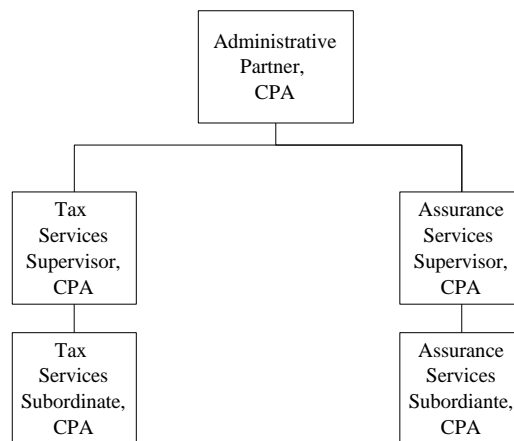 Administrative
Partner,
CPA
Tax
Services
Supervisor,
CPA
Assurance
Services
Supervisor,
CPA
Tax
Services
Subordinate,
CPA
Assurance
Services
Subordiante,
CPA